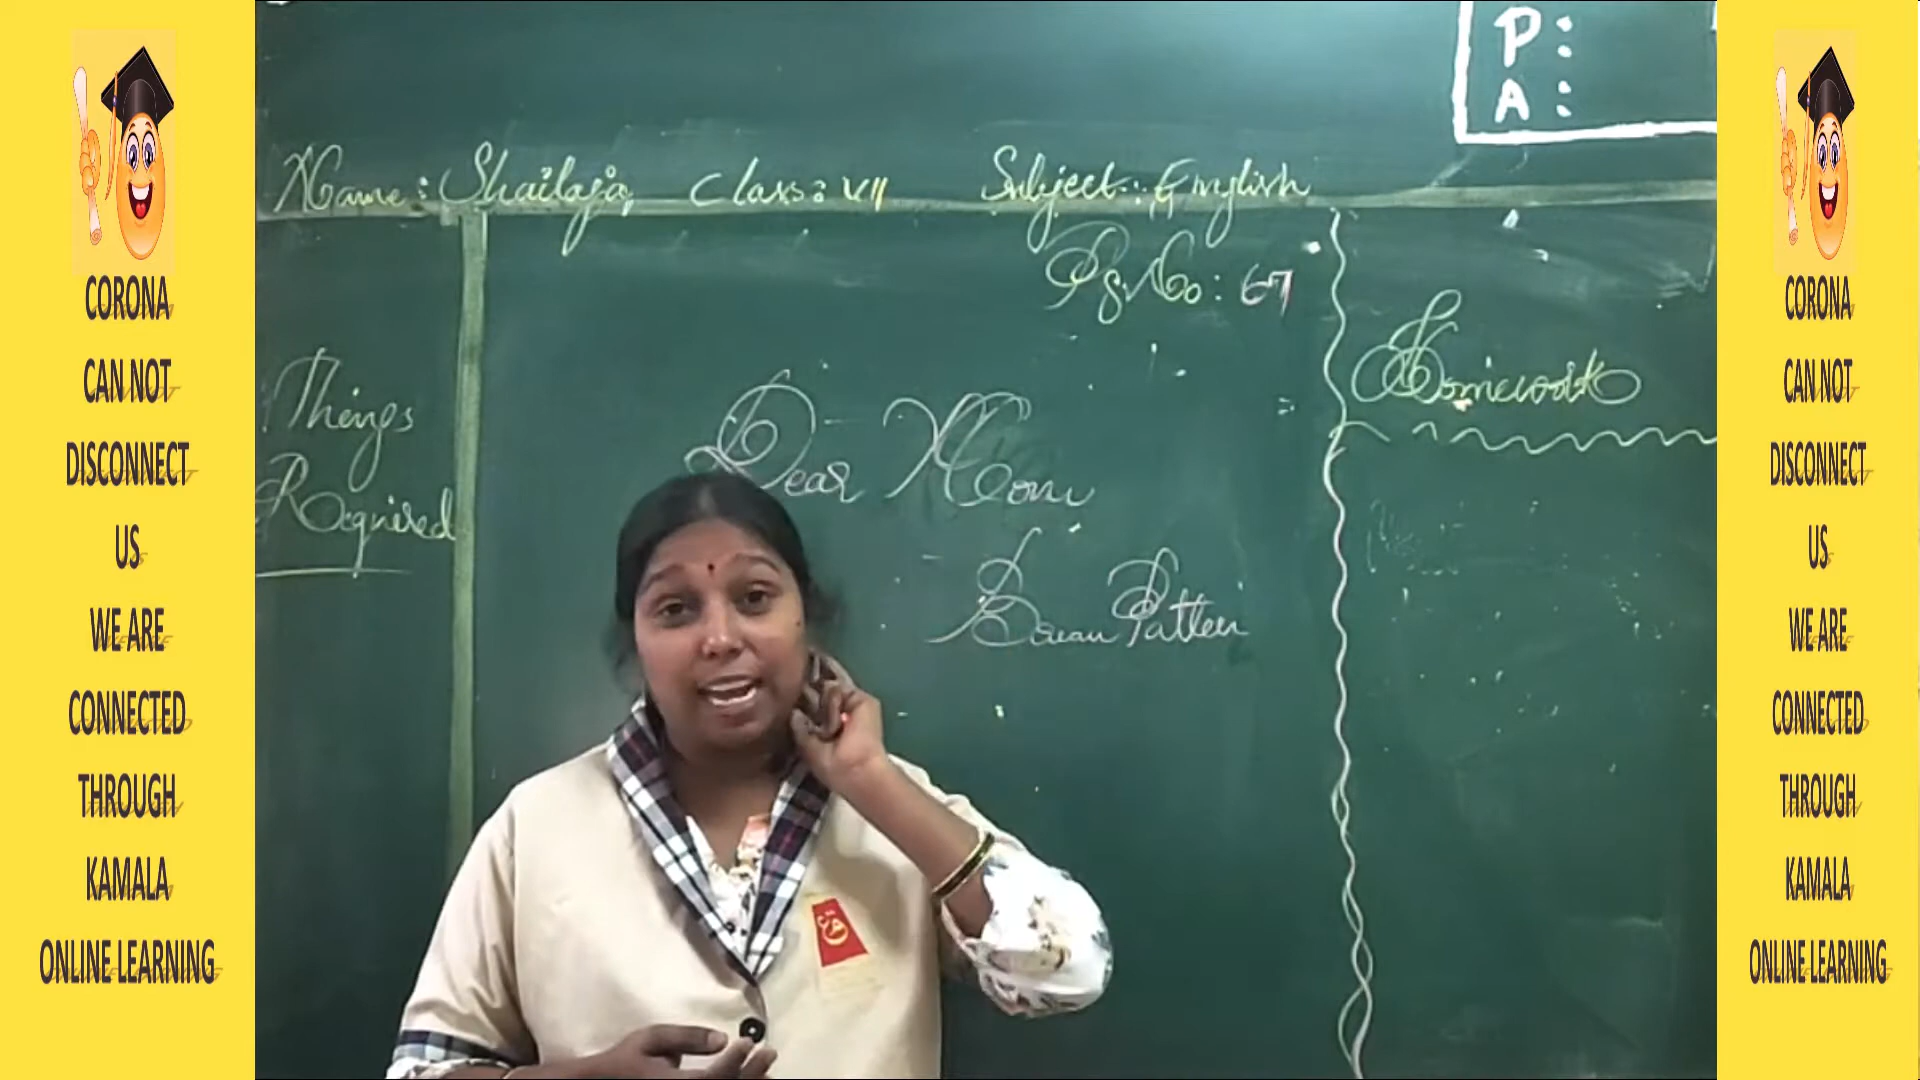 CORONA
CAN NOT
DISCONNECT
US
WE ARE
CONNECTED
THROUGH
KAMALA
ONLINE LEARNING
P:
A:
Name: Shailaja Class: VII Subject: English
Pg No: 67
Things
Required
Dear Mom
Susan Patten
Homework
CORONA
CAN NOT
DISCONNECT
US
WE ARE
CONNECTED
THROUGH
KAMALA
ONLINE LEARNING